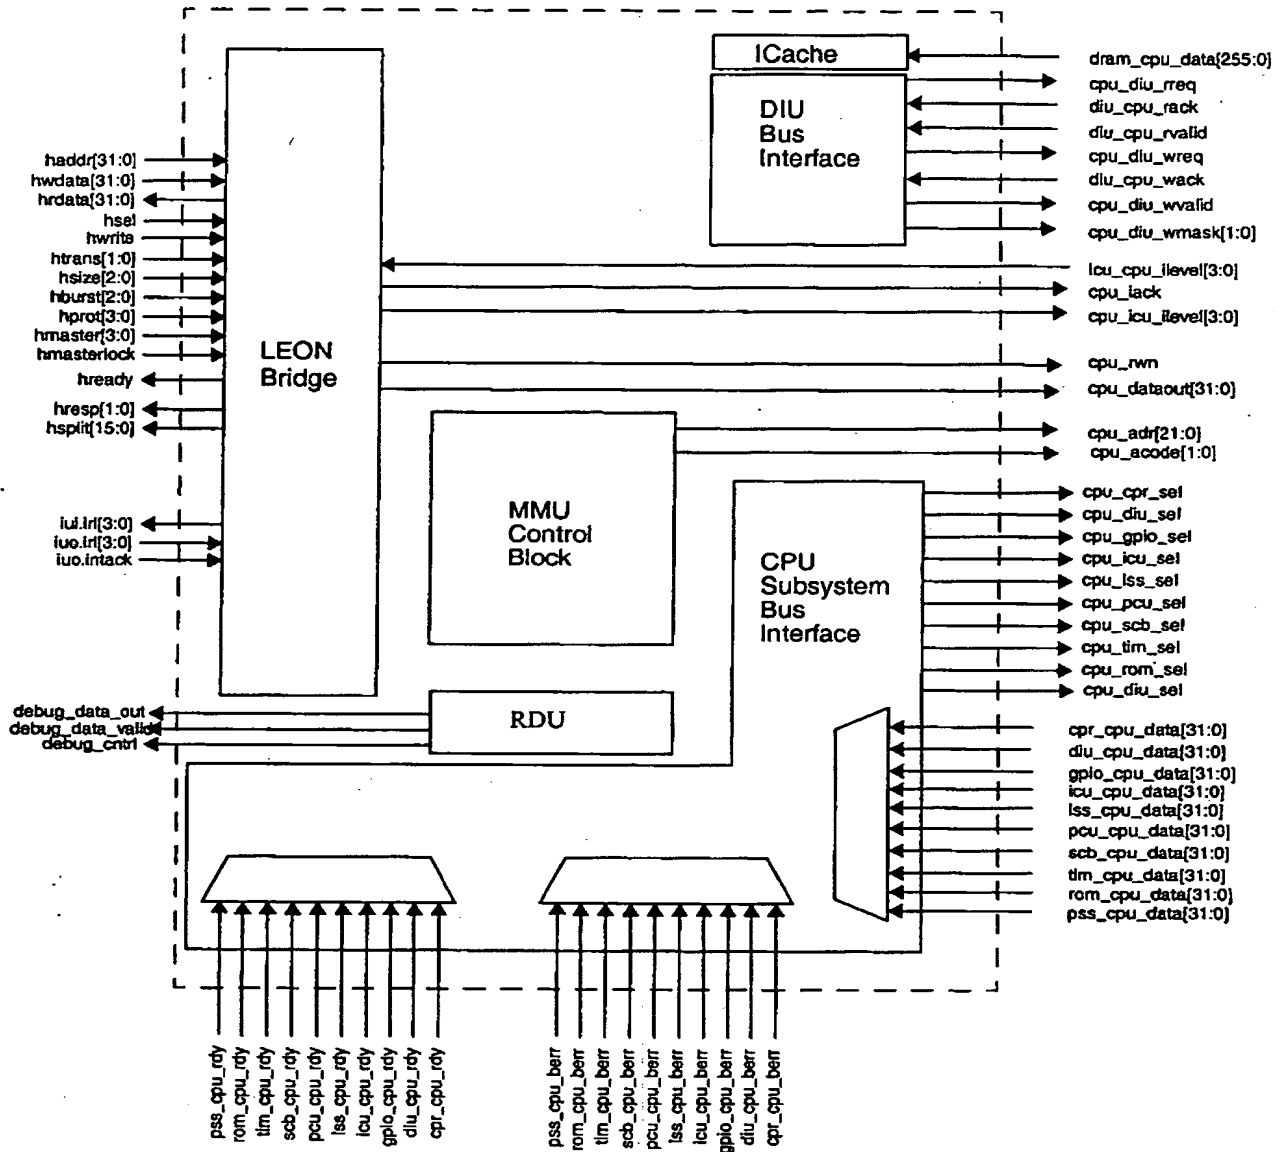 ICache
dram_cpu_data[255:0]
cpu_diu_rreq
diu_cpu_rack
diu_cpu_rvalid
cpu_diu_wreq
diu_cpu_wack
cpu_diu_wvalid
cpu_diu_wmask[1:0]
DIU
Bus
Interface
haddr[31:0]
hwdata[31:0]
hrdata[31:0]
hsel
hwrite
htrans[1:0]
hsize[2:0]
hburst[2:0]
hprot[3:0]
hmaster[3:0]
hmasterlock
hready
hresp[1:0]
hsplit[15:0]
iui.irl[3:0]
iuo.irl[3:0]
iuo.intack
LEON
Bridge
icu_cpu_ilevel[3:0]
cpu_iack
cpu_icu_ilevel[3:0]
cpu_rwn
cpu_dataout[31:0]
cpu_adr[21:0]
cpu_acode[1:0]
MMU
Control
Block
CPU
Subsystem
Bus
Interface
cpu_cpr_sel
cpu_diu_sel
cpu_gpio_sel
cpu_icu_sel
cpu_lss_sel
cpu_pcu_sel
cpu_scb_sel
cpu_tim_sel
cpu_rom_sel
cpu_diu_sel
debug_data_out
debug_data_valid
debug_cntrl
RDU
cpr_cpu_data[31:0]
diu_cpu_data[31:0]
gpio_cpu_data[31:0]
icu_cpu_data[31:0]
lss_cpu_data[31:0]
pcu_cpu_data[31:0]
scb_cpu_data[31:0]
tim_cpu_data[31:0]
rom_cpu_data[31:0]
pss_cpu_data[31:0]
pss_cpu_rdy
rom_cpu_rdy
tim_cpu_rdy
scb_cpu_rdy
pcu_cpu_rdy
lss_cpu_rdy
icu_cpu_rdy
gpio_cpu_rdy
diu_cpu_rdy
cpr_cpu_rdy
pss_cpu_berr
rom_cpu_berr
tim_cpu_berr
scb_cpu_berr
pcu_cpu_berr
lss_cpu_berr
icu_cpu_berr
gpio_cpu_berr
diu_cpu_berr
cpr_cpu_berr